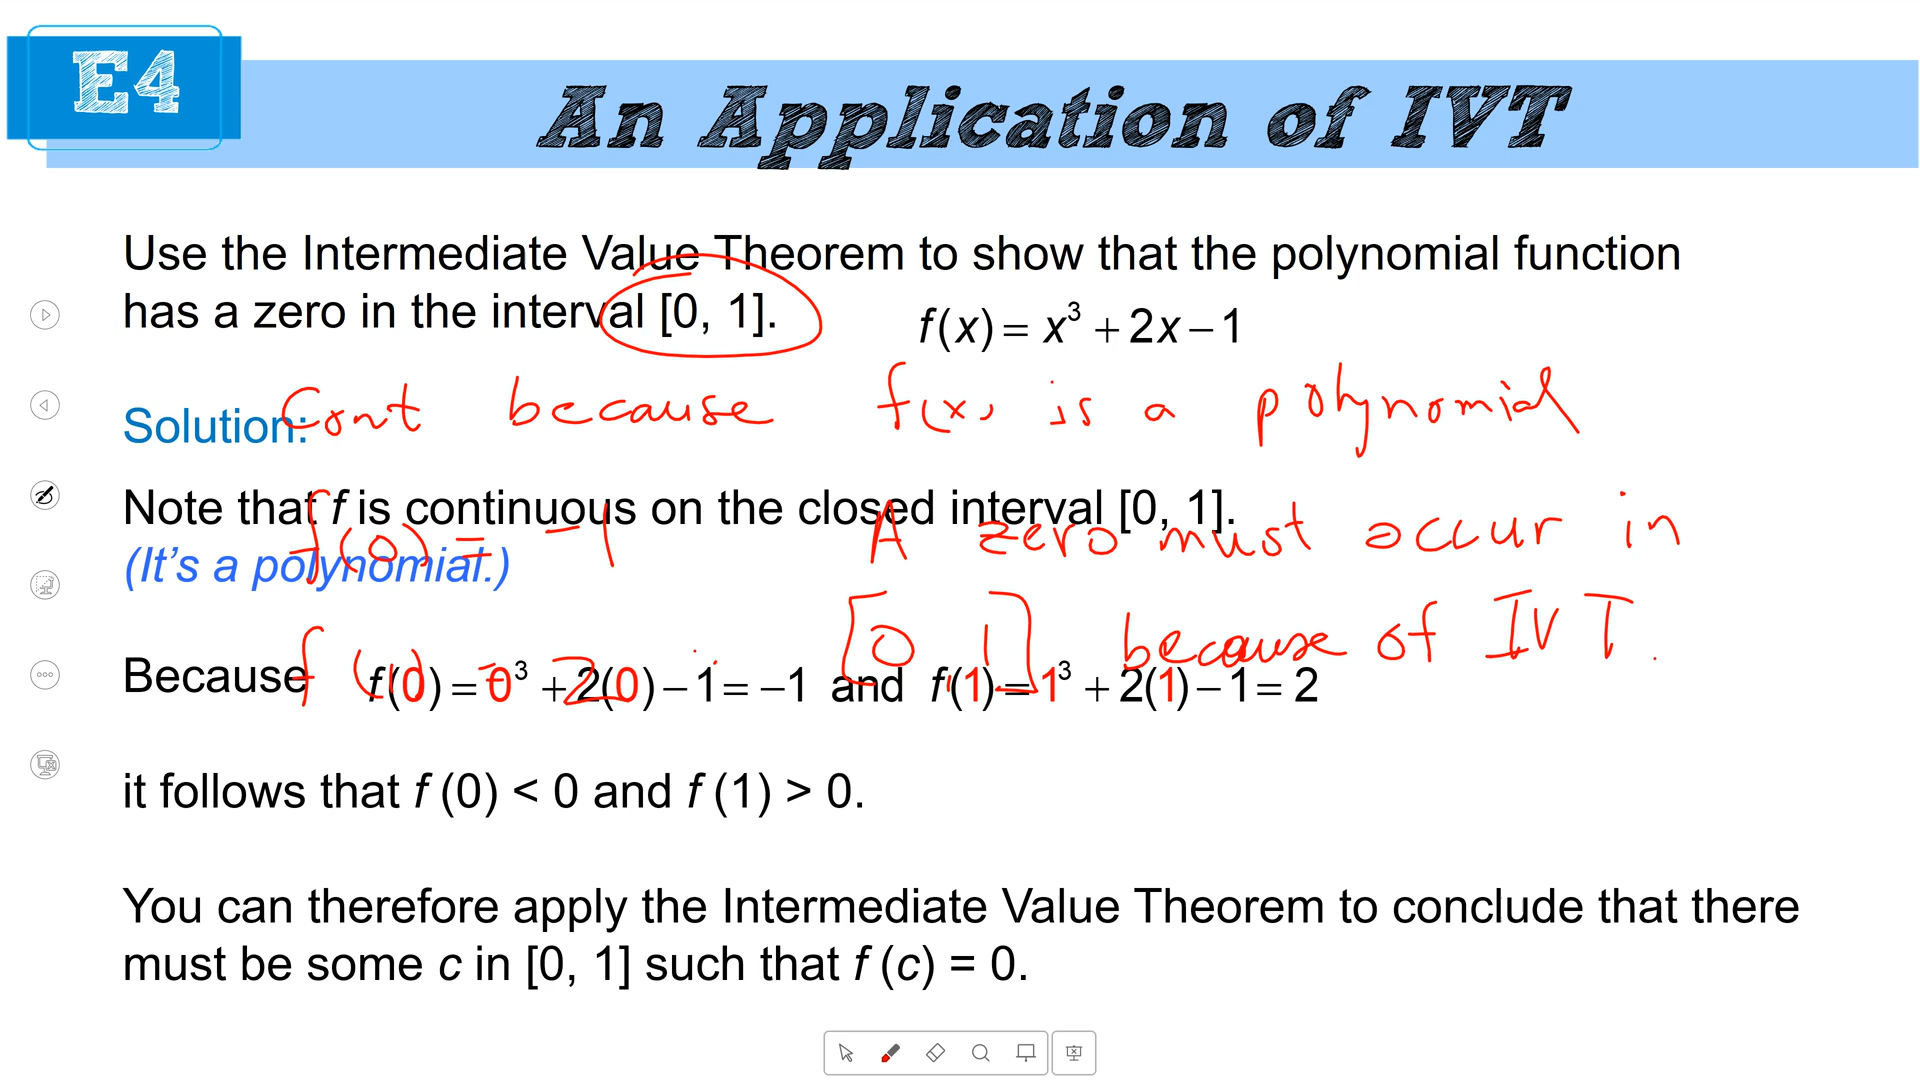 E4
An Application of IVT
Use the Intermediate Value Theorem to show that the polynomial function
has a zero in the interval [0, 1].
f(x) = x³ + 2x − 1
Cont because f(x) is a polynomial
Solution:
Note that f is continuous on the closed interval [0, 1].
f(0) = −1
A zero must occur in
(It's a polynomial.)
[0 1] because of IVT.
f(1) = 2
Because f(0) = 0³ + 2(0) − 1 = −1 and f(1) = 1³ + 2(1) − 1 = 2
it follows that f (0) < 0 and f (1) > 0.
You can therefore apply the Intermediate Value Theorem to conclude that there
must be some c in [0, 1] such that f (c) = 0.